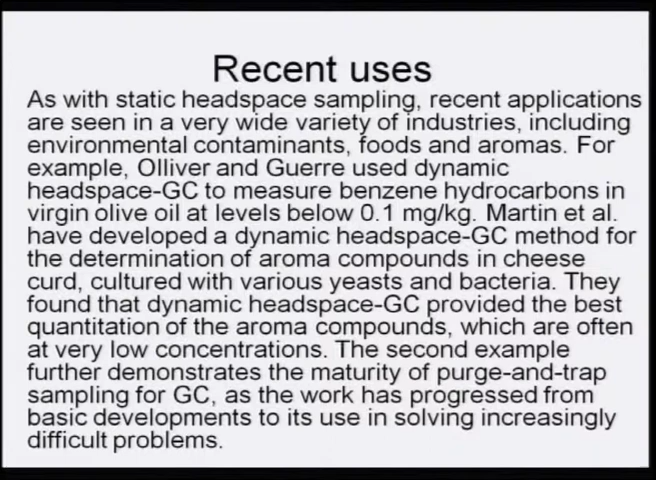 Recent uses
As with static headspace sampling, recent applications
are seen in a very wide variety of industries, including
environmental contaminants, foods and aromas. For
example, Olliver and Guerre used dynamic
headspace-GC to measure benzene hydrocarbons in
virgin olive oil at levels below 0.1 mg/kg. Martin et al.
have developed a dynamic headspace-GC method for
the determination of aroma compounds in cheese
curd, cultured with various yeasts and bacteria. They
found that dynamic headspace-GC provided the best
quantitation of the aroma compounds, which are often
at very low concentrations. The second example
further demonstrates the maturity of purge-and-trap
sampling for GC, as the work has progressed from
basic developments to its use in solving increasingly
difficult problems.